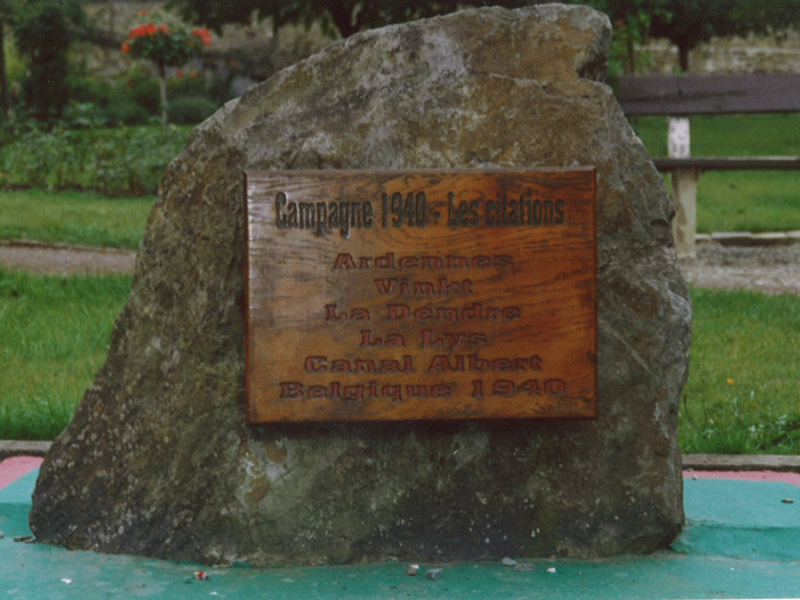 Campagne 1940 - Les citations
Ardennes
Vinkt
La Dendre
La Lys
Canal Albert
Belgique 1940